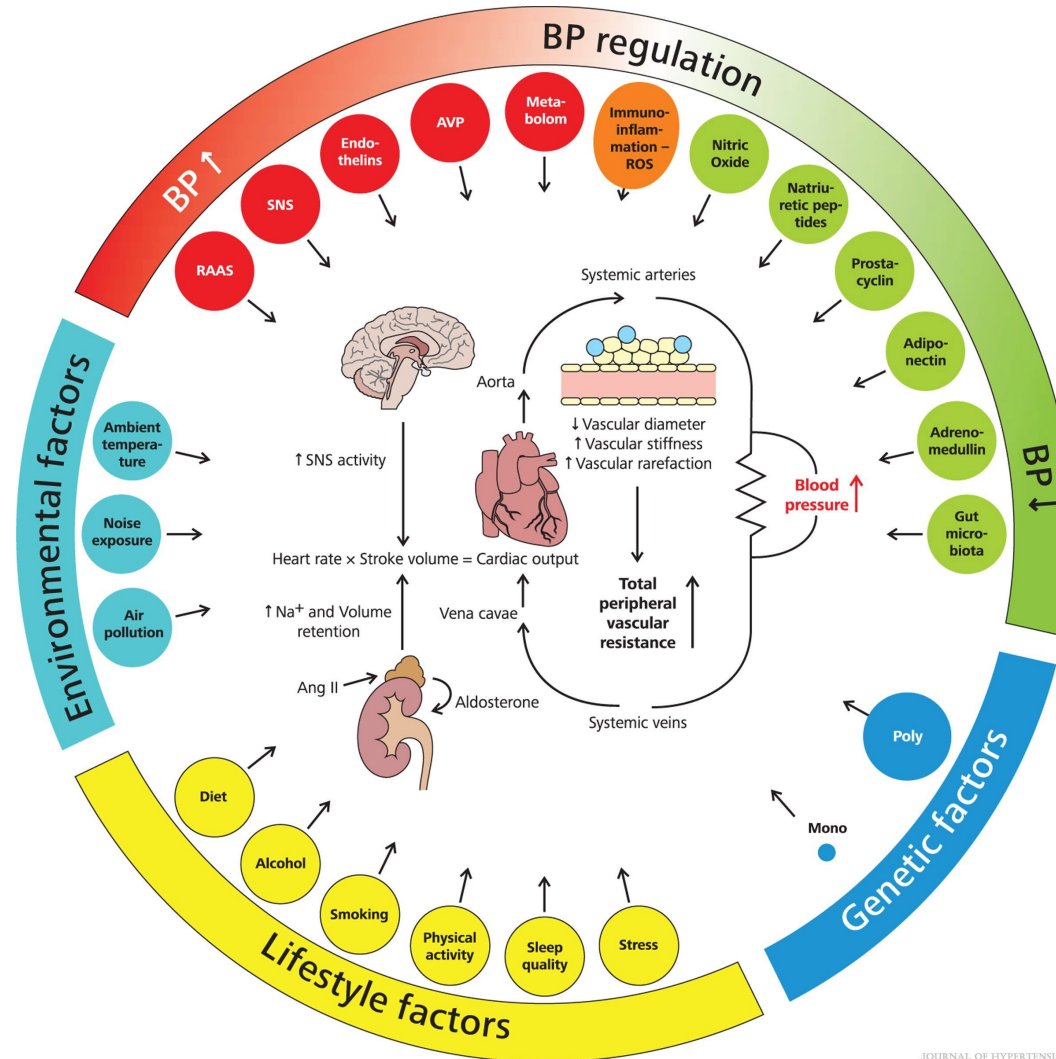 BP regulation
BP ↑
BP ↓
RAAS
SNS
Endo-
thelins
AVP
Meta-
bolom
Immuno-
inflam-
mation –
ROS
Nitric
Oxide
Natriu-
retic pep-
tides
Prosta-
cyclin
Adipo-
nectin
Adreno-
medullin
Gut
micro-
biota
Environmental factors
Ambient
tempera-
ture
Noise
exposure
Air
pollution
Systemic arteries
Aorta
↓ Vascular diameter
↑ Vascular stiffness
↑ Vascular rarefaction
↑ SNS activity
Blood
pressure ↑
Heart rate × Stroke volume = Cardiac output
Total
peripheral
vascular
resistance ↑
↑ Na⁺ and Volume
retention
Vena cavae
Ang II
Aldosterone
Systemic veins
Genetic factors
Poly
Mono
Lifestyle factors
Diet
Alcohol
Smoking
Physical
activity
Sleep
quality
Stress
JOURNAL OF HYPERTENSI